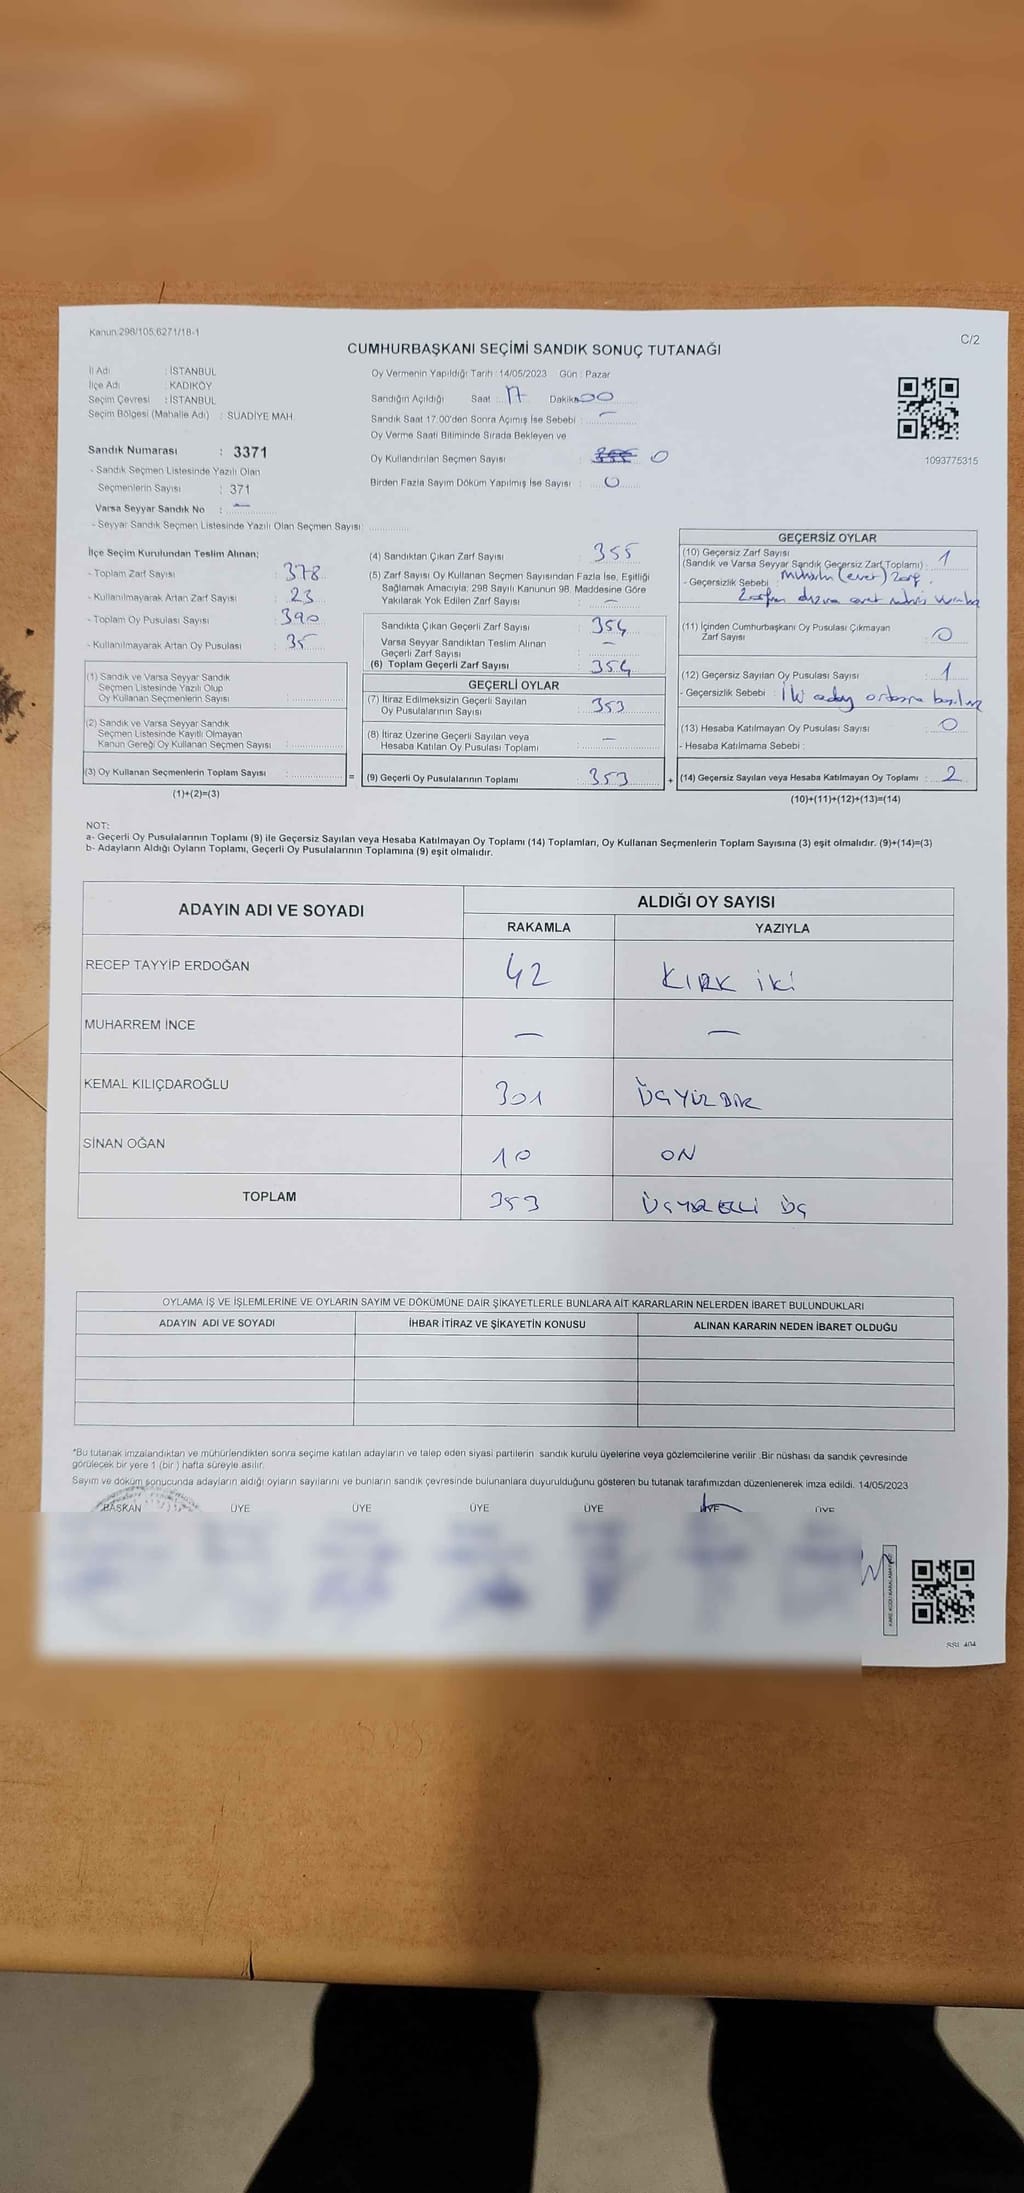 Kanun 298/105,6271/18-1
C/2
CUMHURBAŞKANI SEÇİMİ SANDIK SONUÇ TUTANAĞI
İl Adı : İSTANBUL
İlçe Adı : KADIKÖY
Seçim Çevresi : İSTANBUL
Seçim Bölgesi (Mahalle Adı) : SUADİYE MAH.
Sandık Numarası : 3371
- Sandık Seçmen Listesinde Yazılı Olan
Seçmenlerin Sayısı : 371
Varsa Seyyar Sandık No : —
- Seyyar Sandık Seçmen Listesinde Yazılı Olan Seçmen Sayısı
Oy Vermenin Yapıldığı Tarih : 14/05/2023 Gün : Pazar
Sandığın Açıldığı Saat 17 Dakika 00
Sandık Saat 17:00'den Sonra Açımış İse Sebebi : —
Oy Verme Saati Bitiminde Sırada Bekleyen ve
Oy Kullandırılan Seçmen Sayısı : 0
Birden Fazla Sayım Döküm Yapılmış İse Sayısı : 0
1093775315
İlçe Seçim Kurulundan Teslim Alınan;
- Toplam Zarf Sayısı : 378
- Kullanılmayarak Artan Zarf Sayısı : 23
- Toplam Oy Pusulası Sayısı : 390
- Kullanılmayarak Artan Oy Pusulası : 35
(1) Sandık ve Varsa Seyyar Sandık
Seçmen Listesinde Yazılı Olup
Oy Kullanan Seçmenlerin Sayısı :
(2) Sandık ve Varsa Seyyar Sandık
Seçmen Listesinde Kayıtlı Olmayan
Kanun Gereği Oy Kullanan Seçmen Sayısı :
(3) Oy Kullanan Seçmenlerin Toplam Sayısı :
(1)+(2)=(3)
(4) Sandıktan Çıkan Zarf Sayısı : 355
(5) Zarf Sayısı Oy Kullanan Seçmen Sayısından Fazla İse, Eşitliği
Sağlamak Amacıyla, 298 Sayılı Kanunun 98. Maddesine Göre
Yakılarak Yok Edilen Zarf Sayısı : —
Sandıkta Çıkan Geçerli Zarf Sayısı : 354
Varsa Seyyar Sandıktan Teslim Alınan
Geçerli Zarf Sayısı : —
(6) Toplam Geçerli Zarf Sayısı : 354
GEÇERLİ OYLAR
(7) İtiraz Edilmeksizin Geçerli Sayılan
Oy Pusulalarının Sayısı : 353
(8) İtiraz Üzerine Geçerli Sayılan veya
Hesaba Katılan Oy Pusulası Toplamı : —
= (9) Geçerli Oy Pusulalarının Toplamı : 353
GEÇERSİZ OYLAR
(10) Geçersiz Zarf Sayısı
(Sandık ve Varsa Seyyar Sandık Geçersiz Zarf Toplamı) : 1
- Geçersizlik Sebebi : mühürlü (evet) zarf.
(11) İçinden Cumhurbaşkanı Oy Pusulası Çıkmayan
Zarf Sayısı : 0
(12) Geçersiz Sayılan Oy Pusulası Sayısı : 1
- Geçersizlik Sebebi : İki aday ortasına
(13) Hesaba Katılmayan Oy Pusulası Sayısı : 0
- Hesaba Katılmama Sebebi :
+ (14) Geçersiz Sayılan veya Hesaba Katılmayan Oy Toplamı : 2
(10)+(11)+(12)+(13)=(14)
NOT:
a- Geçerli Oy Pusulalarının Toplamı (9) ile Geçersiz Sayılan veya Hesaba Katılmayan Oy Toplamı (14) Toplamları, Oy Kullanan Seçmenlerin Toplam Sayısına (3) eşit olmalıdır. (9)+(14)=(3)
b- Adayların Aldığı Oyların Toplamı, Geçerli Oy Pusulalarının Toplamına (9) eşit olmalıdır.
ADAYIN ADI VE SOYADI
ALDIĞI OY SAYISI
RAKAMLA YAZIYLA
RECEP TAYYİP ERDOĞAN 42 KIRK İKİ
MUHARREM İNCE — —
KEMAL KILIÇDAROĞLU 301 ÜÇYÜZ BİR
SİNAN OĞAN 10 ON
TOPLAM 353 ÜÇYÜZ ELLİ ÜÇ
OYLAMA İŞ VE İŞLEMLERİNE VE OYLARIN SAYIM VE DÖKÜMÜNE DAİR ŞİKAYETLERLE BUNLARA AİT KARARLARIN NELERDEN İBARET BULUNDUKLARI
ADAYIN ADI VE SOYADI İHBAR İTİRAZ VE ŞİKAYETİN KONUSU ALINAN KARARIN NEDEN İBARET OLDUĞU
*Bu tutanak imzalandıktan ve mühürlendikten sonra seçime katılan adayların ve talep eden siyasi partilerin sandık kurulu üyelerine veya gözlemcilerine verilir. Bir nüshası da sandık çevresinde
görülecek bir yere 1 (bir ) hafta süreyle asılır.
Sayım ve döküm sonucunda adayların aldığı oyların sayılarını ve bunların sandık çevresinde bulunanlara duyurulduğunu gösteren bu tutanak tarafımızdan düzenlenerek imza edildi. 14/05/2023
BAŞKAN ÜYE ÜYE ÜYE ÜYE ÜYE ÜYE